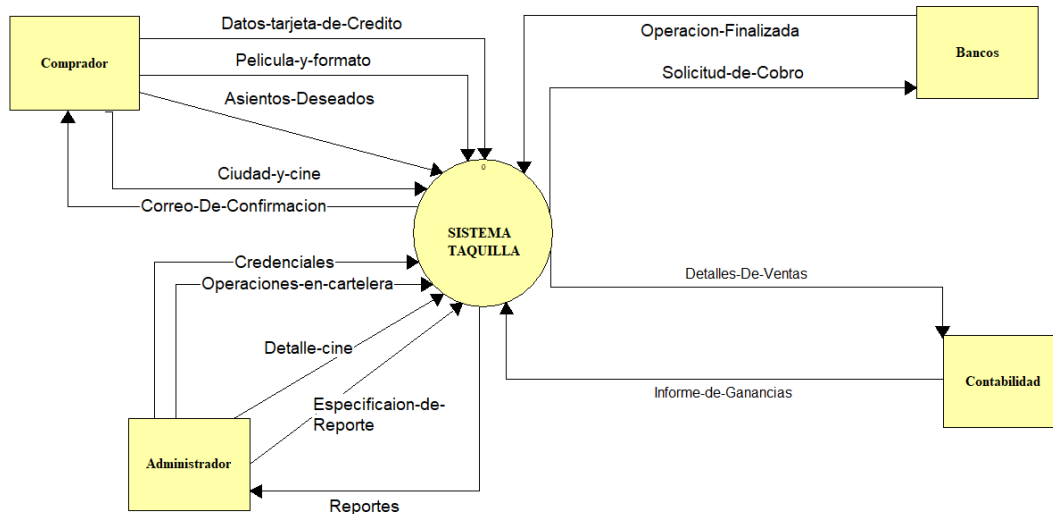 Datos-tarjeta-de-Credito
Operacion-Finalizada
Comprador
Pelicula-y-formato
Bancos
Solicitud-de-Cobro
Asientos-Deseados
0
Ciudad-y-cine
Correo-De-Confirmacion
SISTEMA
TAQUILLA
Credenciales
Operaciones-en-cartelera
Detalles-De-Ventas
Detalle-cine
Contabilidad
Informe-de-Ganancias
Especificaion-de-
Reporte
Administrador
Reportes